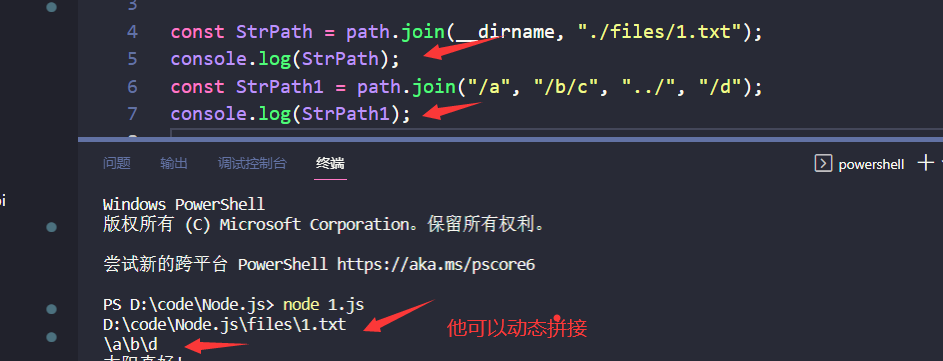 3
4 const StrPath = path.join(__dirname, "./files/1.txt");
5 console.log(StrPath);
6 const StrPath1 = path.join("/a", "/b/c", "../", "/d");
7 console.log(StrPath1);
问题 输出 调试控制台 终端 powershell
Windows PowerShell
版权所有 (C) Microsoft Corporation。保留所有权利。
尝试新的跨平台 PowerShell https://aka.ms/pscore6
PS D:\code\Node.js> node 1.js
D:\code\Node.js\files\1.txt
他可以动态拼接
\a\b\d